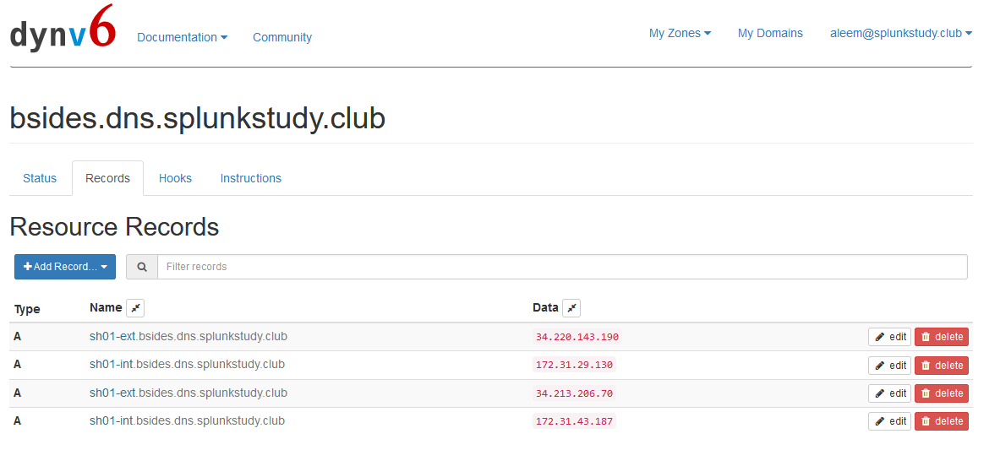 dynv6 Documentation Community My Zones My Domains aleem@splunkstudy.club
bsides.dns.splunkstudy.club
Status Records Hooks Instructions
Resource Records
Add Record... Filter records
Type Name Data
A sh01-ext.bsides.dns.splunkstudy.club 34.220.143.190 edit delete
A sh01-int.bsides.dns.splunkstudy.club 172.31.29.130 edit delete
A sh01-ext.bsides.dns.splunkstudy.club 34.213.206.70 edit delete
A sh01-int.bsides.dns.splunkstudy.club 172.31.43.187 edit delete